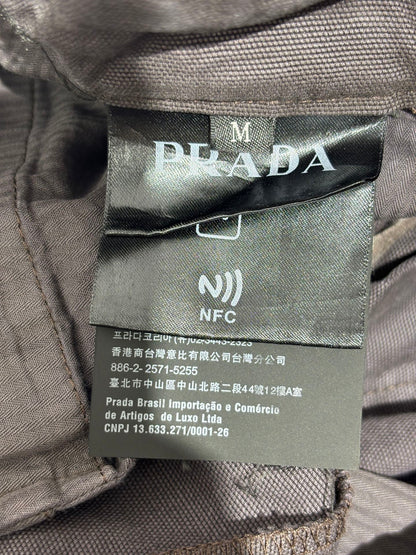 M
PRADA
NFC
프라다코리아(유)02-3443-2323
香港商台灣意比有限公司台灣分公司
886-2- 2571-5255
臺北市中山區中山北路二段44號12樓A室
Prada Brasil Importação e Comércio
de Artigos de Luxo Ltda
CNPJ 13.633.271/0001-26